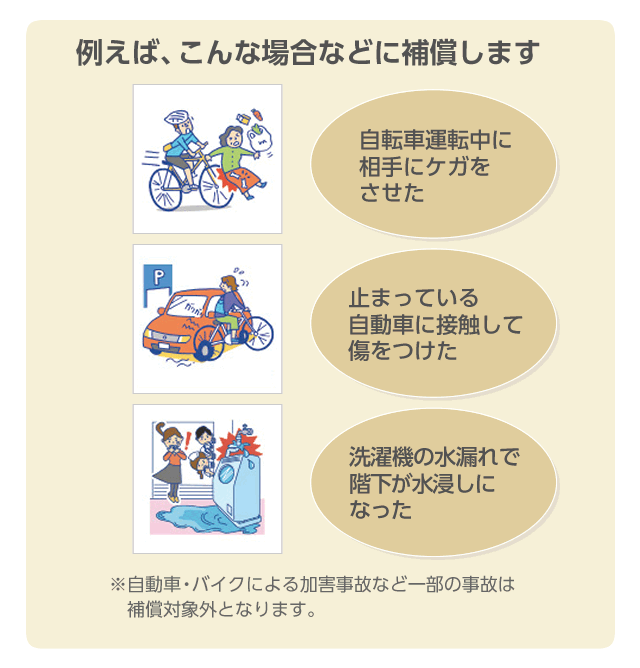 例えば、こんな場合などに補償します
自転車運転中に
相手にケガを
させた
P
止まっている
自動車に接触して
傷をつけた
!
洗濯機の水漏れで
階下が水浸しに
なった
※自動車・バイクによる加害事故など一部の事故は
補償対象外となります。